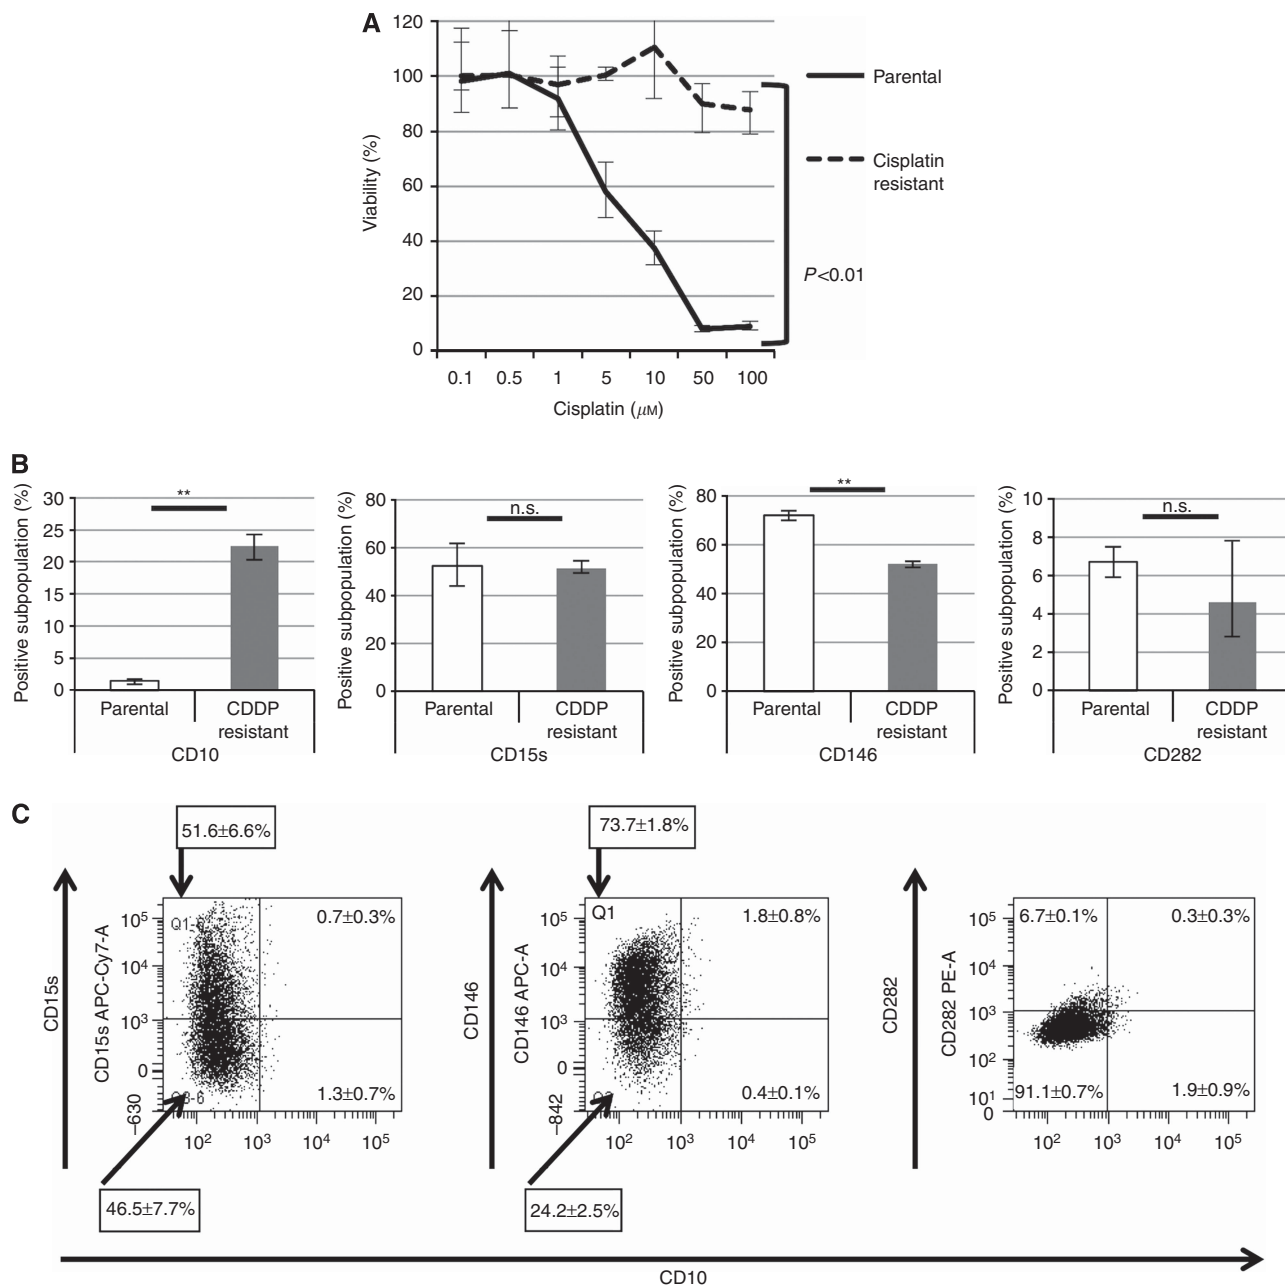 A
120
100
80
60
40
20
0
Viability (%)
0.1 0.5 1 5 10 50 100
Cisplatin (μM)
Parental
Cisplatin
resistant
P<0.01
B
Positive subpopulation (%)
30
25
20
15
10
5
0
**
Parental CDDP
resistant
CD10
Positive subpopulation (%)
80
60
40
20
0
n.s.
Parental CDDP
resistant
CD15s
Positive subpopulation (%)
80
60
40
20
0
**
Parental CDDP
resistant
CD146
Positive subpopulation (%)
10
8
6
4
2
0
n.s.
Parental CDDP
resistant
CD282
C
51.6±6.6%
CD15s
CD15s APC-Cy7-A
10⁵
10⁴
10³
0
−630
0.7±0.3%
1.3±0.7%
10² 10³ 10⁴ 10⁵
46.5±7.7%
73.7±1.8%
CD146
CD146 APC-A
10⁵
10⁴
10³
0
−842
Q1
1.8±0.8%
0.4±0.1%
10² 10³ 10⁴ 10⁵
24.2±2.5%
CD282
CD282 PE-A
10⁵
10⁴
10³
10²
10¹
0
6.7±0.1% 0.3±0.3%
91.1±0.7% 1.9±0.9%
10² 10³ 10⁴ 10⁵
CD10